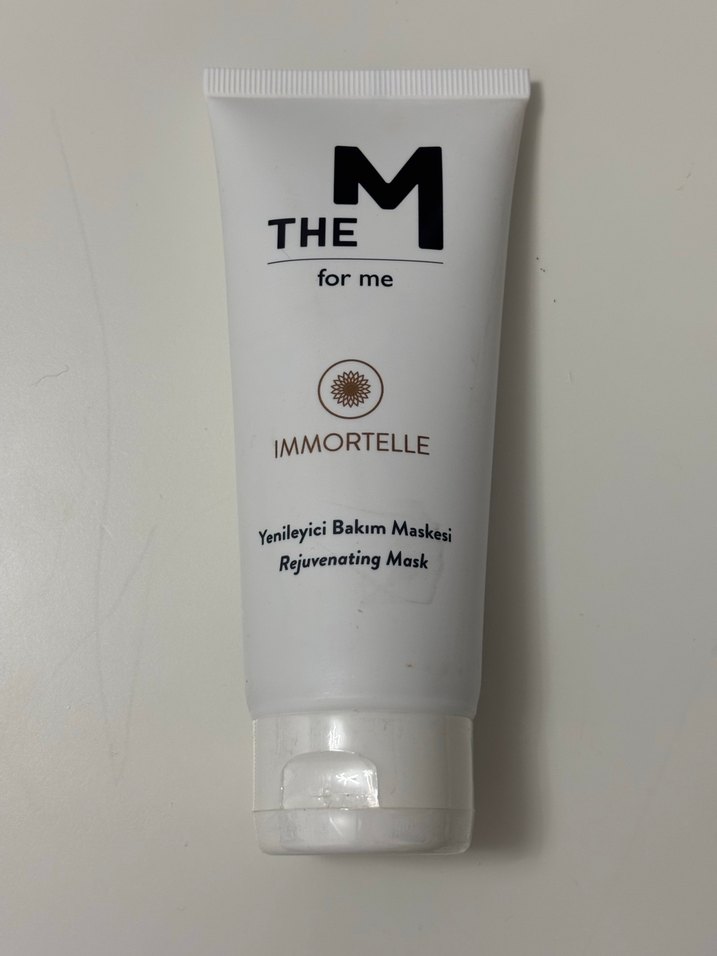 THE M
for me
IMMORTELLE
Yenileyici Bakım Maskesi
Rejuvenating Mask